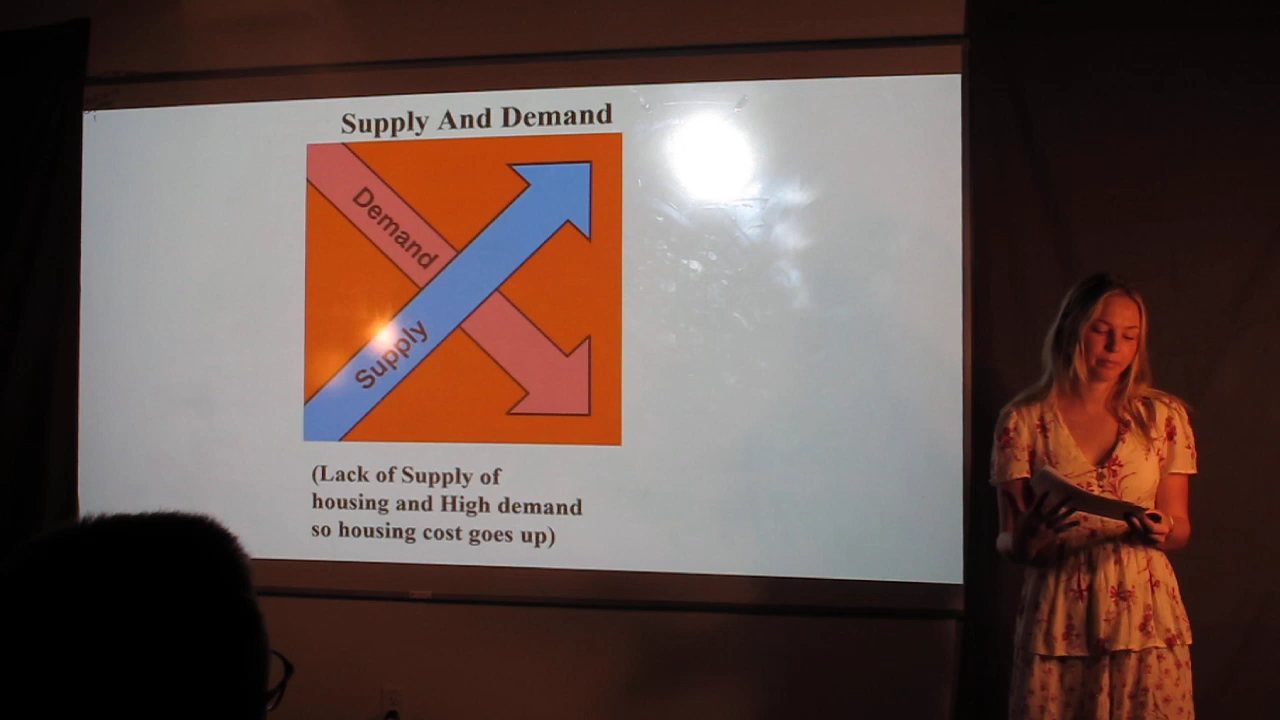 Supply And Demand
Demand
Supply
(Lack of Supply of
housing and High demand
so housing cost goes up)